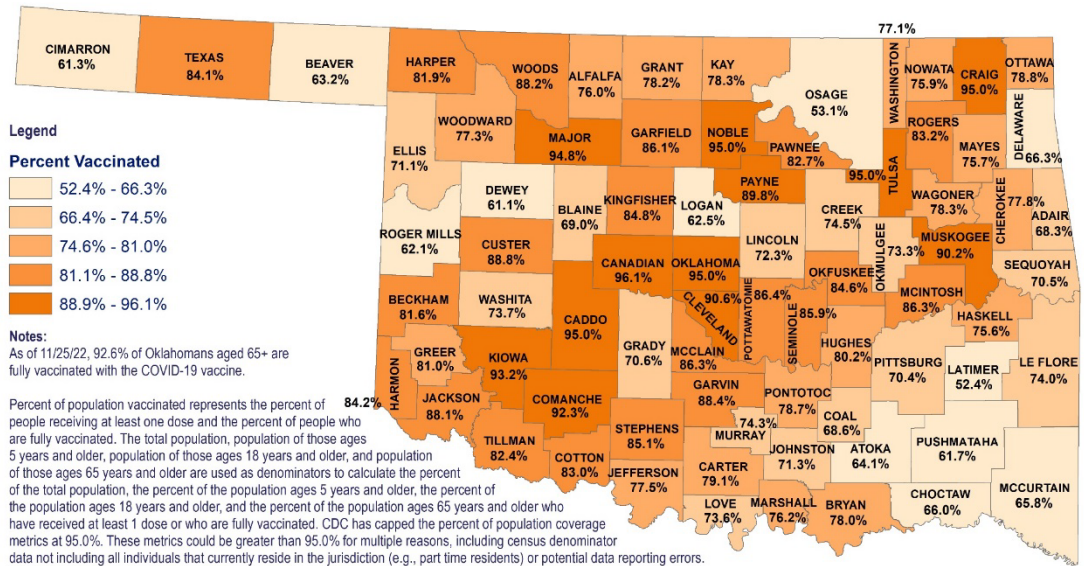 77.1%
CIMARRON
61.3%
TEXAS
84.1%
BEAVER
63.2%
HARPER
81.9%
WOODS
88.2%
ALFALFA
76.0%
GRANT
78.2%
KAY
78.3%
OSAGE
53.1%
WASHINGTON
NOWATA
75.9%
CRAIG
95.0%
OTTAWA
78.8%
DELAWARE
66.3%
Legend
Percent Vaccinated
52.4% - 66.3%
66.4% - 74.5%
74.6% - 81.0%
81.1% - 88.8%
88.9% - 96.1%
ELLIS
71.1%
WOODWARD
77.3%
MAJOR
94.8%
GARFIELD
86.1%
NOBLE
95.0%
PAWNEE
82.7%
95.0%
TULSA
ROGERS
83.2%
MAYES
75.7%
ROGER MILLS
62.1%
DEWEY
61.1%
BLAINE
69.0%
KINGFISHER
84.8%
LOGAN
62.5%
PAYNE
89.8%
CREEK
74.5%
WAGONER
78.3%
CHEROKEE
77.8%
ADAIR
68.3%
CUSTER
88.8%
CANADIAN
96.1%
OKLAHOMA
95.0%
LINCOLN
72.3%
OKMULGEE
73.3%
MUSKOGEE
90.2%
SEQUOYAH
70.5%
BECKHAM
81.6%
WASHITA
73.7%
CADDO
95.0%
GRADY
70.6%
CLEVELAND
90.6%
POTTAWATOMIE
86.4%
SEMINOLE
85.9%
OKFUSKEE
84.6%
MCINTOSH
86.3%
HASKELL
75.6%
84.2%
HARMON
GREER
81.0%
KIOWA
93.2%
MCCLAIN
86.3%
HUGHES
80.2%
PITTSBURG
70.4%
LATIMER
52.4%
LE FLORE
74.0%
JACKSON
88.1%
COMANCHE
92.3%
GARVIN
88.4%
PONTOTOC
78.7%
COAL
68.6%
TILLMAN
82.4%
COTTON
83.0%
STEPHENS
85.1%
74.3%
MURRAY
JOHNSTON
71.3%
ATOKA
64.1%
PUSHMATAHA
61.7%
MCCURTAIN
65.8%
JEFFERSON
77.5%
CARTER
79.1%
LOVE
73.6%
MARSHALL
76.2%
BRYAN
78.0%
CHOCTAW
66.0%
Notes:
As of 11/25/22, 92.6% of Oklahomans aged 65+ are
fully vaccinated with the COVID-19 vaccine.
Percent of population vaccinated represents the percent of
people receiving at least one dose and the percent of people who
are fully vaccinated. The total population, population of those ages
5 years and older, population of those ages 18 years and older, and population
of those ages 65 years and older are used as denominators to calculate the percent
of the total population, the percent of the population ages 5 years and older, the percent of
the population ages 18 years and older, and the percent of the population ages 65 years and older who
have received at least 1 dose or who are fully vaccinated. CDC has capped the percent of population coverage
metrics at 95.0%. These metrics could be greater than 95.0% for multiple reasons, including census denominator
data not including all individuals that currently reside in the jurisdiction (e.g., part time residents) or potential data reporting errors.